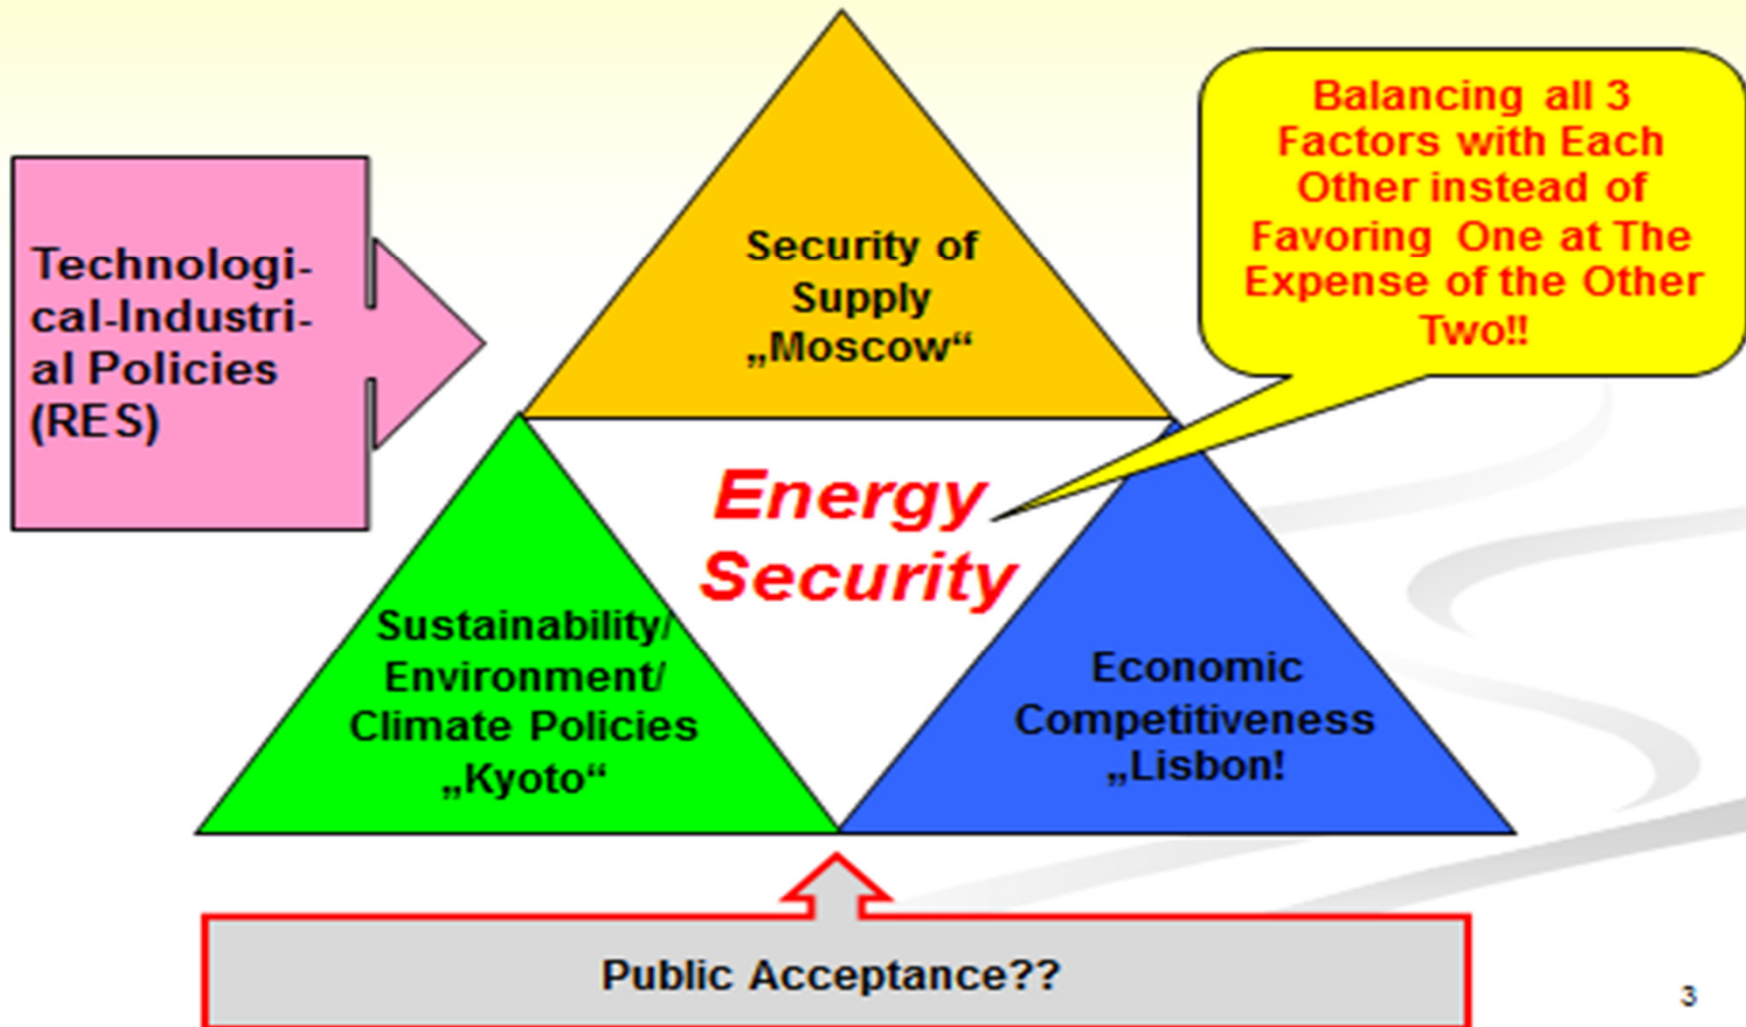 Security of
Supply
„Moscow“
Balancing all 3
Factors with Each
Other instead of
Favoring One at The
Expense of the Other
Two!!
Technologi-
cal-Industri-
al Policies
(RES)
Energy
Security
Sustainability/
Environment/
Climate Policies
„Kyoto“
Economic
Competitiveness
„Lisbon!
Public Acceptance??
3